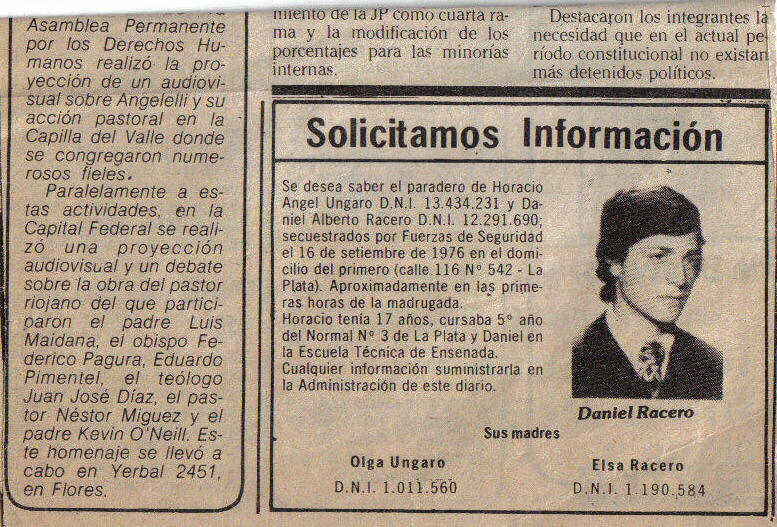 Asamblea Permanente
por los Derechos Hu-
manos realizó la pro-
yección de un audiovi-
sual sobre Angelelli y su
acción pastoral en la
Capilla del Valle donde
se congregaron nume-
rosos fieles.
Paralelamente a es-
tas actividades, en la
Capital Federal se reali-
zó una proyección
audiovisual y un debate
sobre la obra del pastor
riojano del que partici-
paron el padre Luis
Maidana, el obispo Fe-
derico Pagura, Eduardo
Pimentel, el teólogo
Juan José Díaz, el pas-
tor Néstor Miguez y el
padre Kevin O'Neill. Es-
te homenaje se llevó a
cabo en Yerbal 2451,
en Flores.
miento de la JP como cuarta ra-
ma y la modificación de los
porcentajes para las minorías
internas.
Destacaron los integrantes la
necesidad que en el actual pe-
ríodo constitucional no existan
más detenidos políticos.
Solicitamos Información
Se desea saber el paradero de Horacio
Angel Ungaro D.N.I. 13.434.231 y Da-
niel Alberto Racero D.N.I. 12.291.690;
secuestrados por Fuerzas de Seguridad
el 16 de setiembre de 1976 en el domi-
cilio del primero (calle 116 Nº 542 - La
Plata). Aproximadamente en las prime-
ras horas de la madrugada.
Horacio tenía 17 años, cursaba 5º año
del Normal Nº 3 de La Plata y Daniel en
la Escuela Técnica de Ensenada.
Cualquier información suministrarla en
la Administración de este diario.
Daniel Racero
Sus madres
Olga Ungaro
D.N.I. 1.011.560
Elsa Racero
D.N.I. 1.190.584